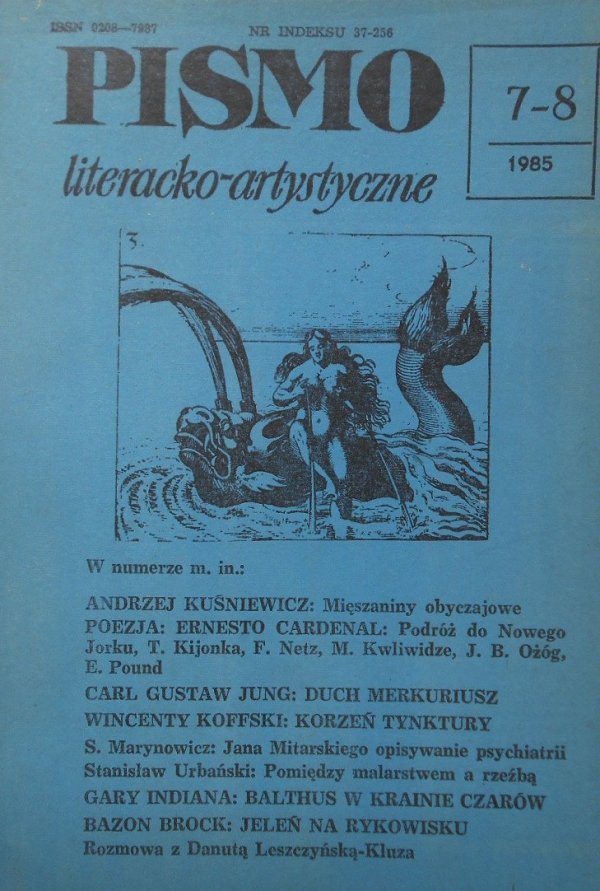 ISSN 0208—7937
NR INDEKSU 37-256
PISMO
literacko-artystyczne
7-8
1985
3.
W numerze m. in.:
ANDRZEJ KUŚNIEWICZ: Mięszaniny obyczajowe
POEZJA: ERNESTO CARDENAL: Podróż do Nowego
Jorku, T. Kijonka, F. Netz, M. Kwliwidze, J. B. Ożóg,
E. Pound
CARL GUSTAW JUNG: DUCH MERKURIUSZ
WINCENTY KOFFSKI: KORZEŃ TYNKTURY
S. Marynowicz: Jana Mitarskiego opisywanie psychiatrii
Stanisław Urbański: Pomiędzy malarstwem a rzeźbą
GARY INDIANA: BALTHUS W KRAINIE CZARÓW
BAZON BROCK: JELEŃ NA RYKOWISKU
Rozmowa z Danutą Leszczyńską-Kluza